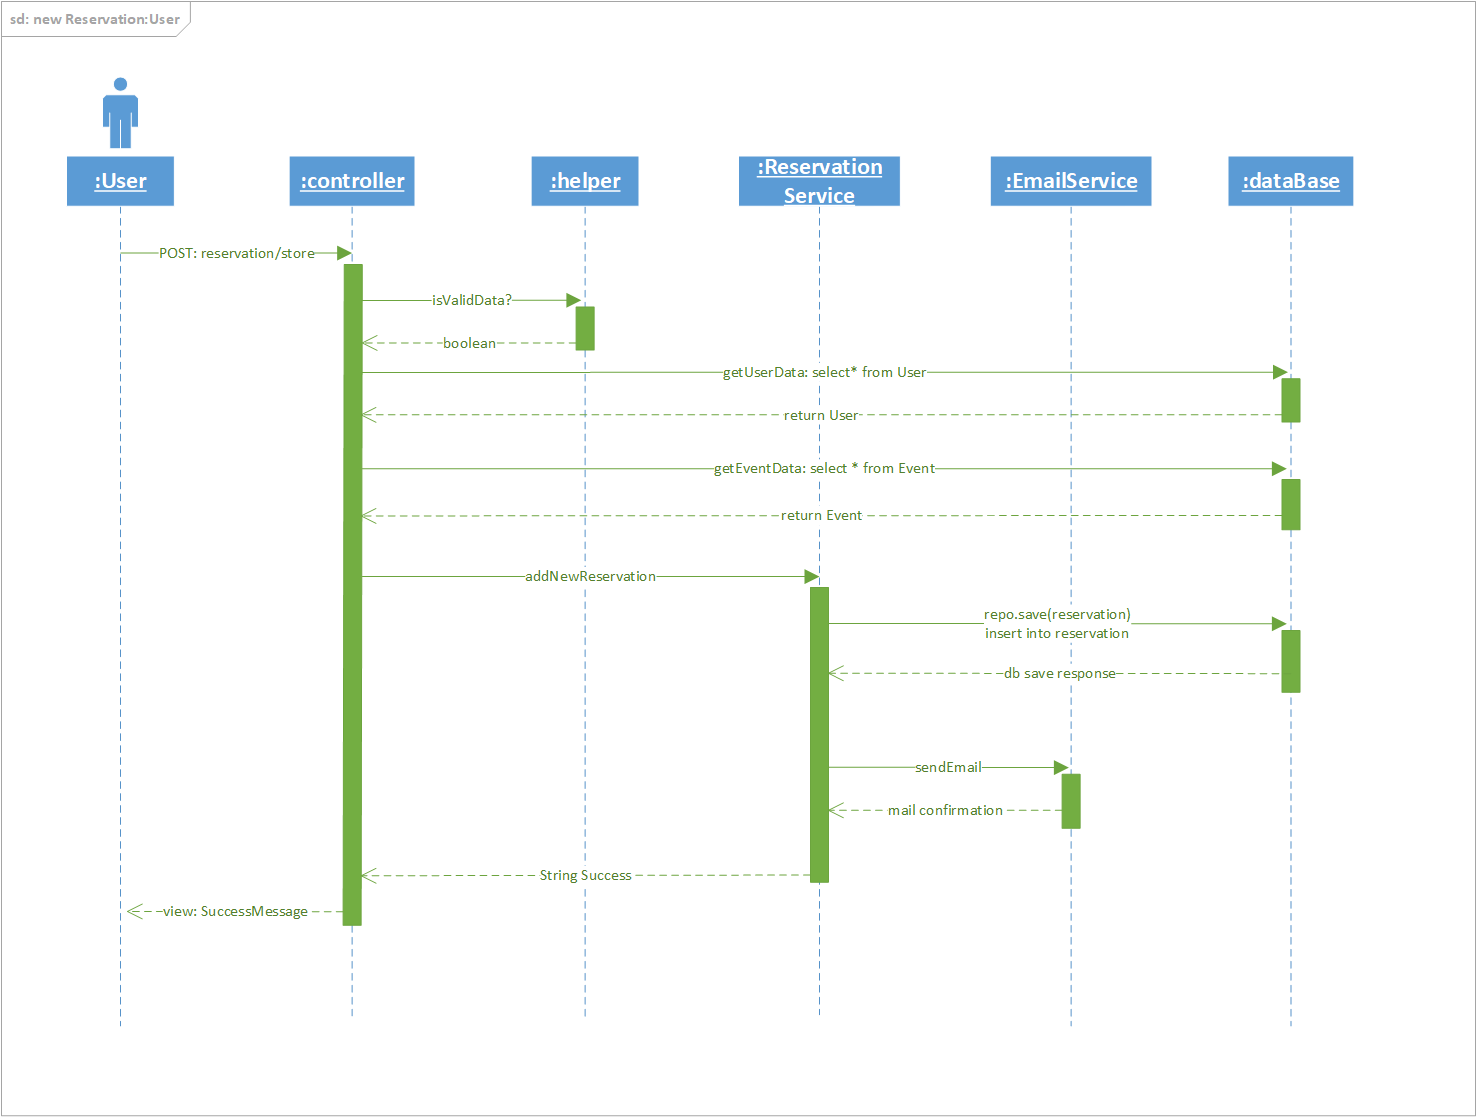 sd: new Reservation:User
:User
:controller
:helper
:Reservation
Service
:EmailService
:dataBase
POST: reservation/store
isValidData?
boolean
getUserData: select* from User
return User
getEventData: select * from Event
return Event
addNewReservation
repo.save(reservation)
insert into reservation
db save response
sendEmail
mail confirmation
String Success
view: SuccessMessage